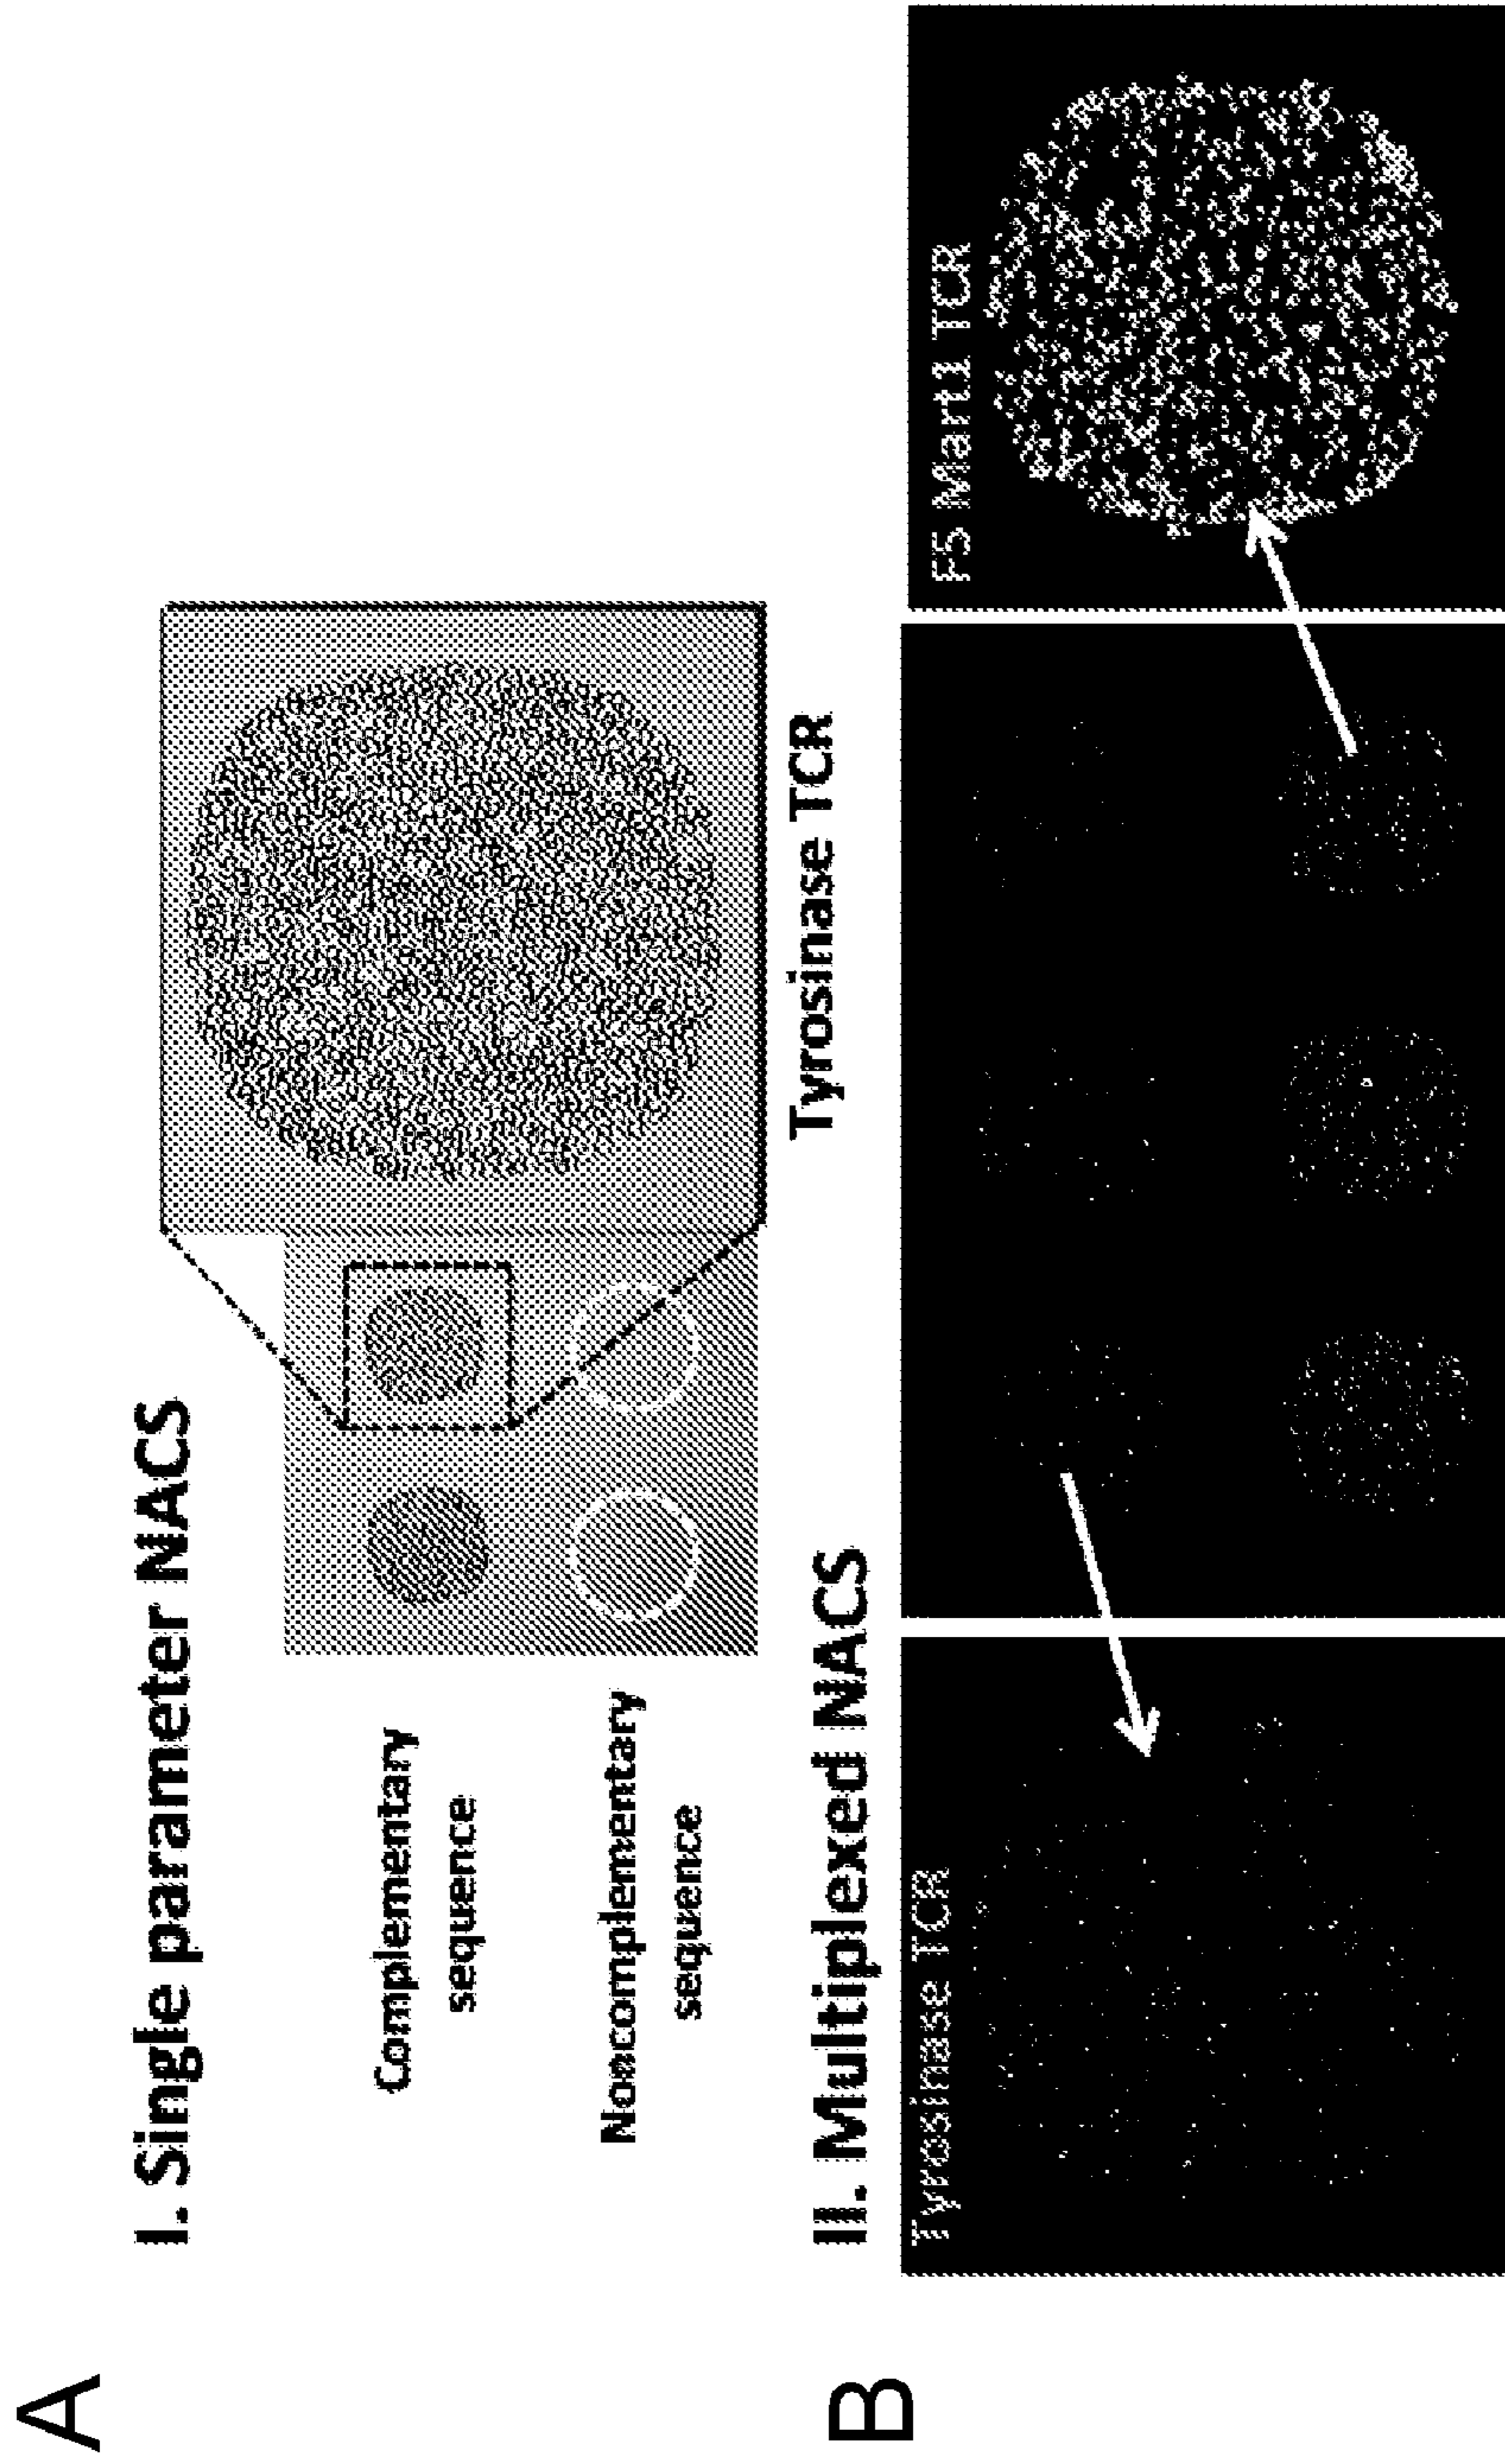 A
I. Single parameter NACS
Complementary
sequence
Noncomplementary
sequence
Tyrosinase TCR
B
II. Multiplexed NACS
Tyrosinase TCR
F5 Mart1 TCR